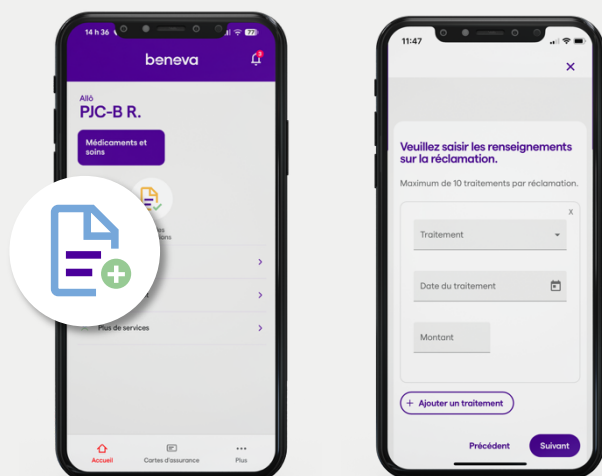 14 h 36
77
beneva
3
Allô
PJC-B R.
Médicaments et
soins
Plus de services
Accueil
Cartes d'assurance
Plus
11:47
X
Veuillez saisir les renseignements
sur la réclamation.
Maximum de 10 traitements par réclamation.
X
Traitement
Date du traitement
Montant
+ Ajouter un traitement
Précédent
Suivant